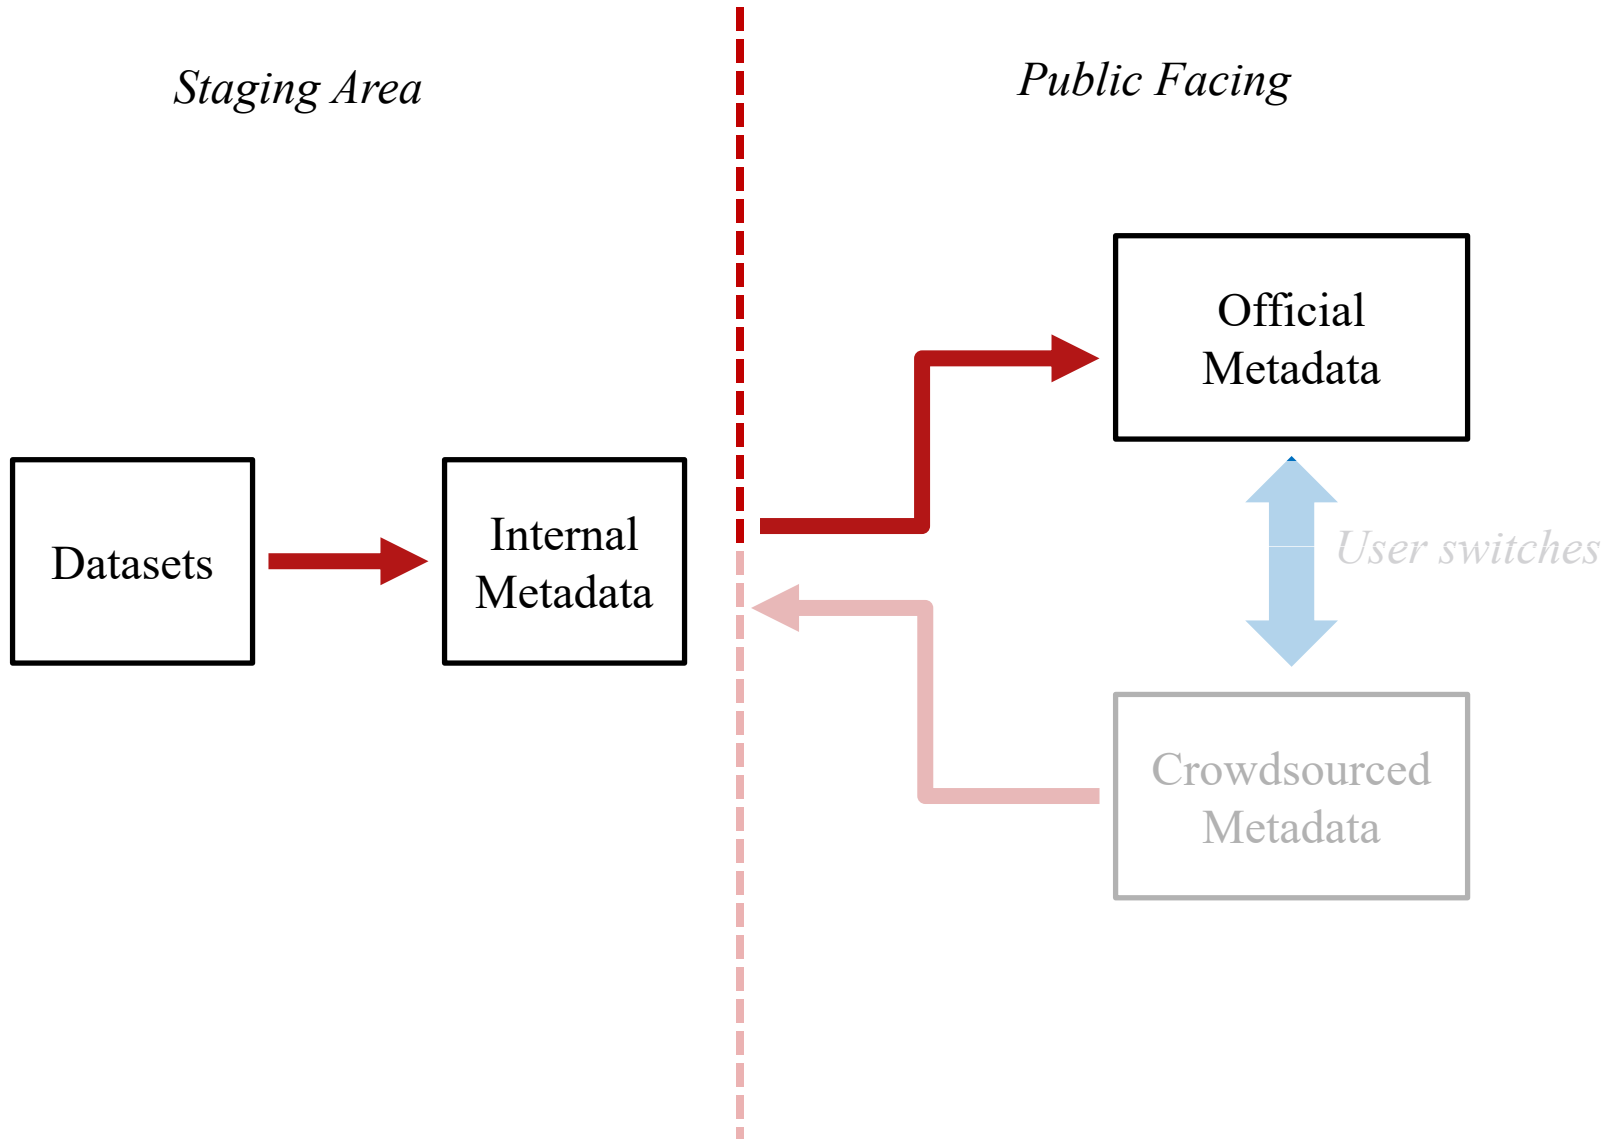 Staging Area
Public Facing
Official
Metadata
Datasets
Internal
Metadata
User switches
Crowdsourced
Metadata